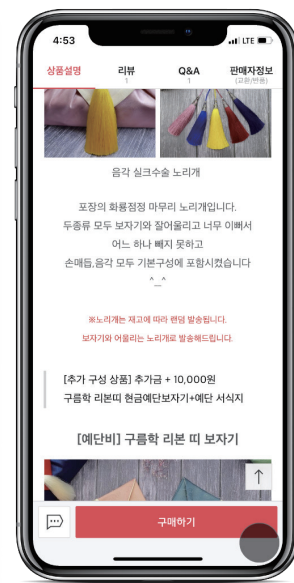 4:53
LTE
상품설명
리뷰
1
Q&A
1
판매자정보
(교환/반품)
음각 실크수술 노리개
포장의 화룡점정 마무리 노리개입니다.
두종류 모두 보자기와 잘어울리고 너무 이뻐서
어느 하나 빼지 못하고
손매듭,음각 모두 기본구성에 포함시켰습니다
^_^
※노리개는 재고에 따라 랜덤 발송됩니다.
보자기와 어울리는 노리개로 발송해드립니다.
[추가 구성 상품] 추가금 + 10,000원
구름학 리본띠 현금예단보자기+예단 서식지
[예단비] 구름학 리본 띠 보자기
구매하기